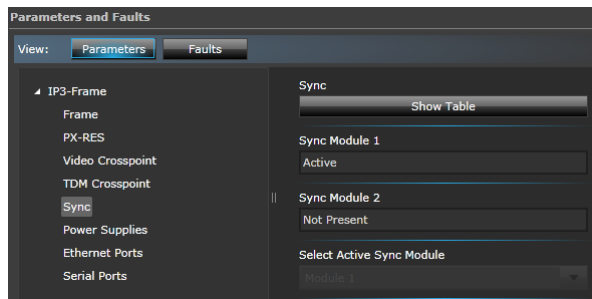 Parameters and Faults
View: Parameters Faults
IP3-Frame
Frame
PX-RES
Video Crosspoint
TDM Crosspoint
Sync
Power Supplies
Ethernet Ports
Serial Ports
Sync
Show Table
Sync Module 1
Active
Sync Module 2
Not Present
Select Active Sync Module
Module 1